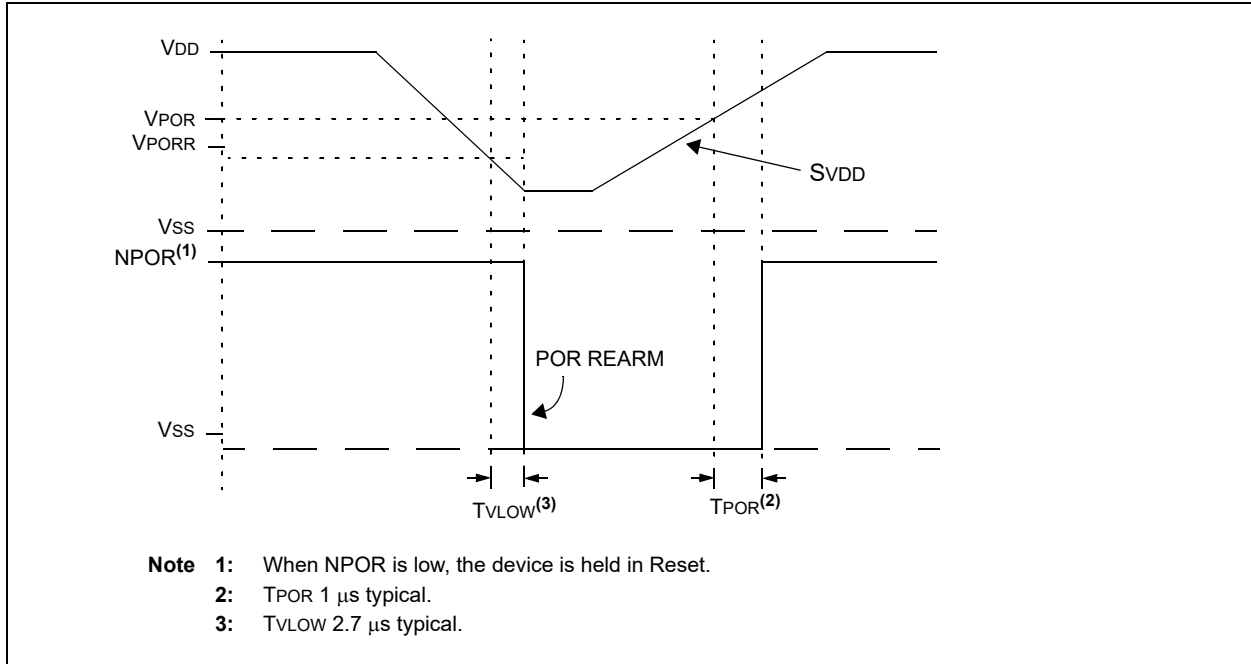 VDD
VPOR
VPORR
SVDD
VSS
NPOR(1)
POR REARM
VSS
TVLOW(3)
TPOR(2)
Note 1: When NPOR is low, the device is held in Reset.
2: TPOR 1 μs typical.
3: TVLOW 2.7 μs typical.